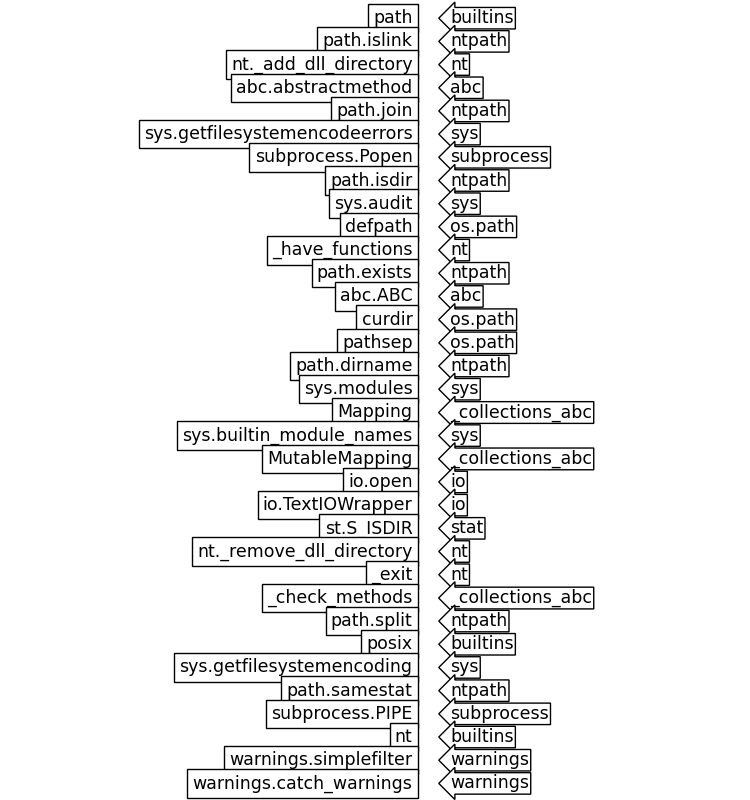 path builtins
path.islink ntpath
nt._add_dll_directory nt
abc.abstractmethod abc
path.join ntpath
sys.getfilesystemencodeerrors sys
subprocess.Popen subprocess
path.isdir ntpath
sys.audit sys
defpath os.path
_have_functions nt
path.exists ntpath
abc.ABC abc
curdir os.path
pathsep os.path
path.dirname ntpath
sys.modules sys
Mapping _collections_abc
sys.builtin_module_names sys
MutableMapping _collections_abc
io.open io
io.TextIOWrapper io
st.S_ISDIR stat
nt._remove_dll_directory nt
_exit nt
_check_methods _collections_abc
path.split ntpath
posix builtins
sys.getfilesystemencoding sys
path.samestat ntpath
subprocess.PIPE subprocess
nt builtins
warnings.simplefilter warnings
warnings.catch_warnings warnings